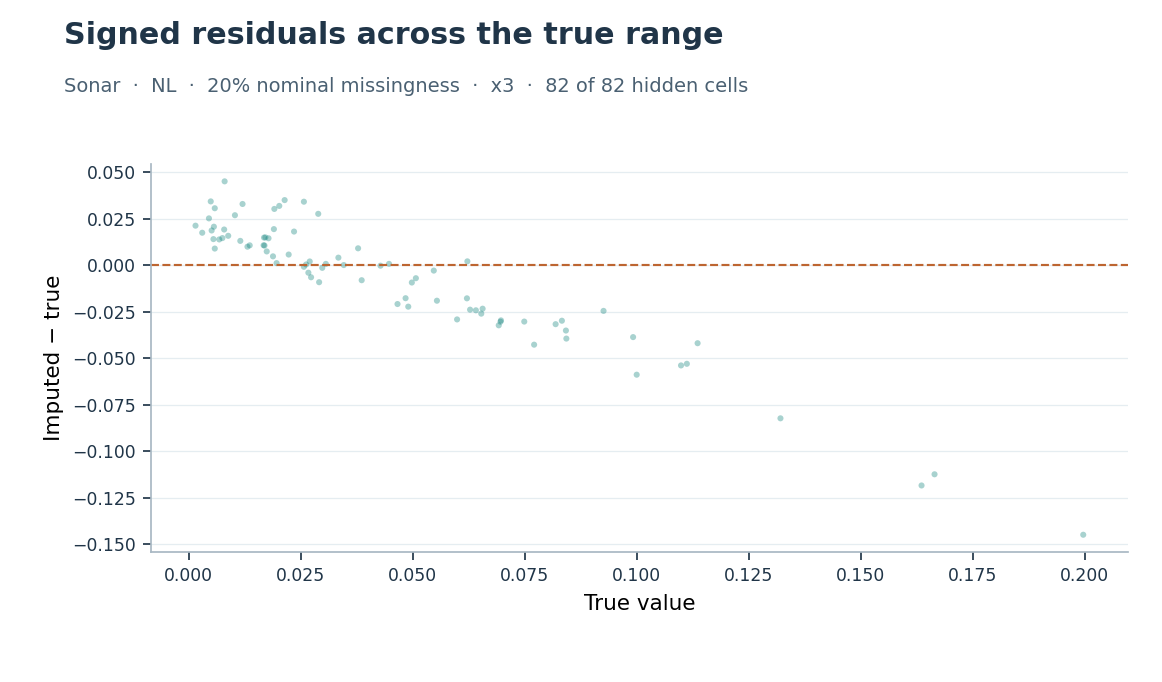 Signed residuals across the true range
Sonar · NL · 20% nominal missingness · x3 · 82 of 82 hidden cells
0.050
0.025
0.000
−0.025
−0.050
−0.075
−0.100
−0.125
−0.150
Imputed − true
0.000 0.025 0.050 0.075 0.100 0.125 0.150 0.175 0.200
True value